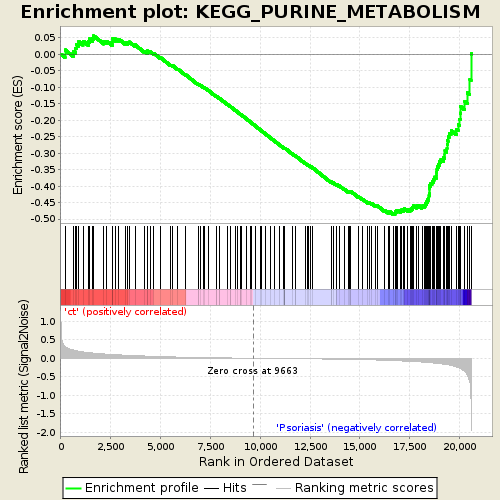 Enrichment plot: KEGG_PURINE_METABOLISM
Enrichment score (ES)
0.05
0.00
-0.05
-0.10
-0.15
-0.20
-0.25
-0.30
-0.35
-0.40
-0.45
-0.50
Ranked list metric (Signal2Noise)
1.0
0.5
0.0
-0.5
-1.0
-1.5
-2.0
'ct' (positively correlated)
Zero cross at 9663
'Psoriasis' (negatively correlated)
0
2,500
5,000
7,500
10,000
12,500
15,000
17,500
20,000
Rank in Ordered Dataset
Enrichment profile
Hits
Ranking metric scores